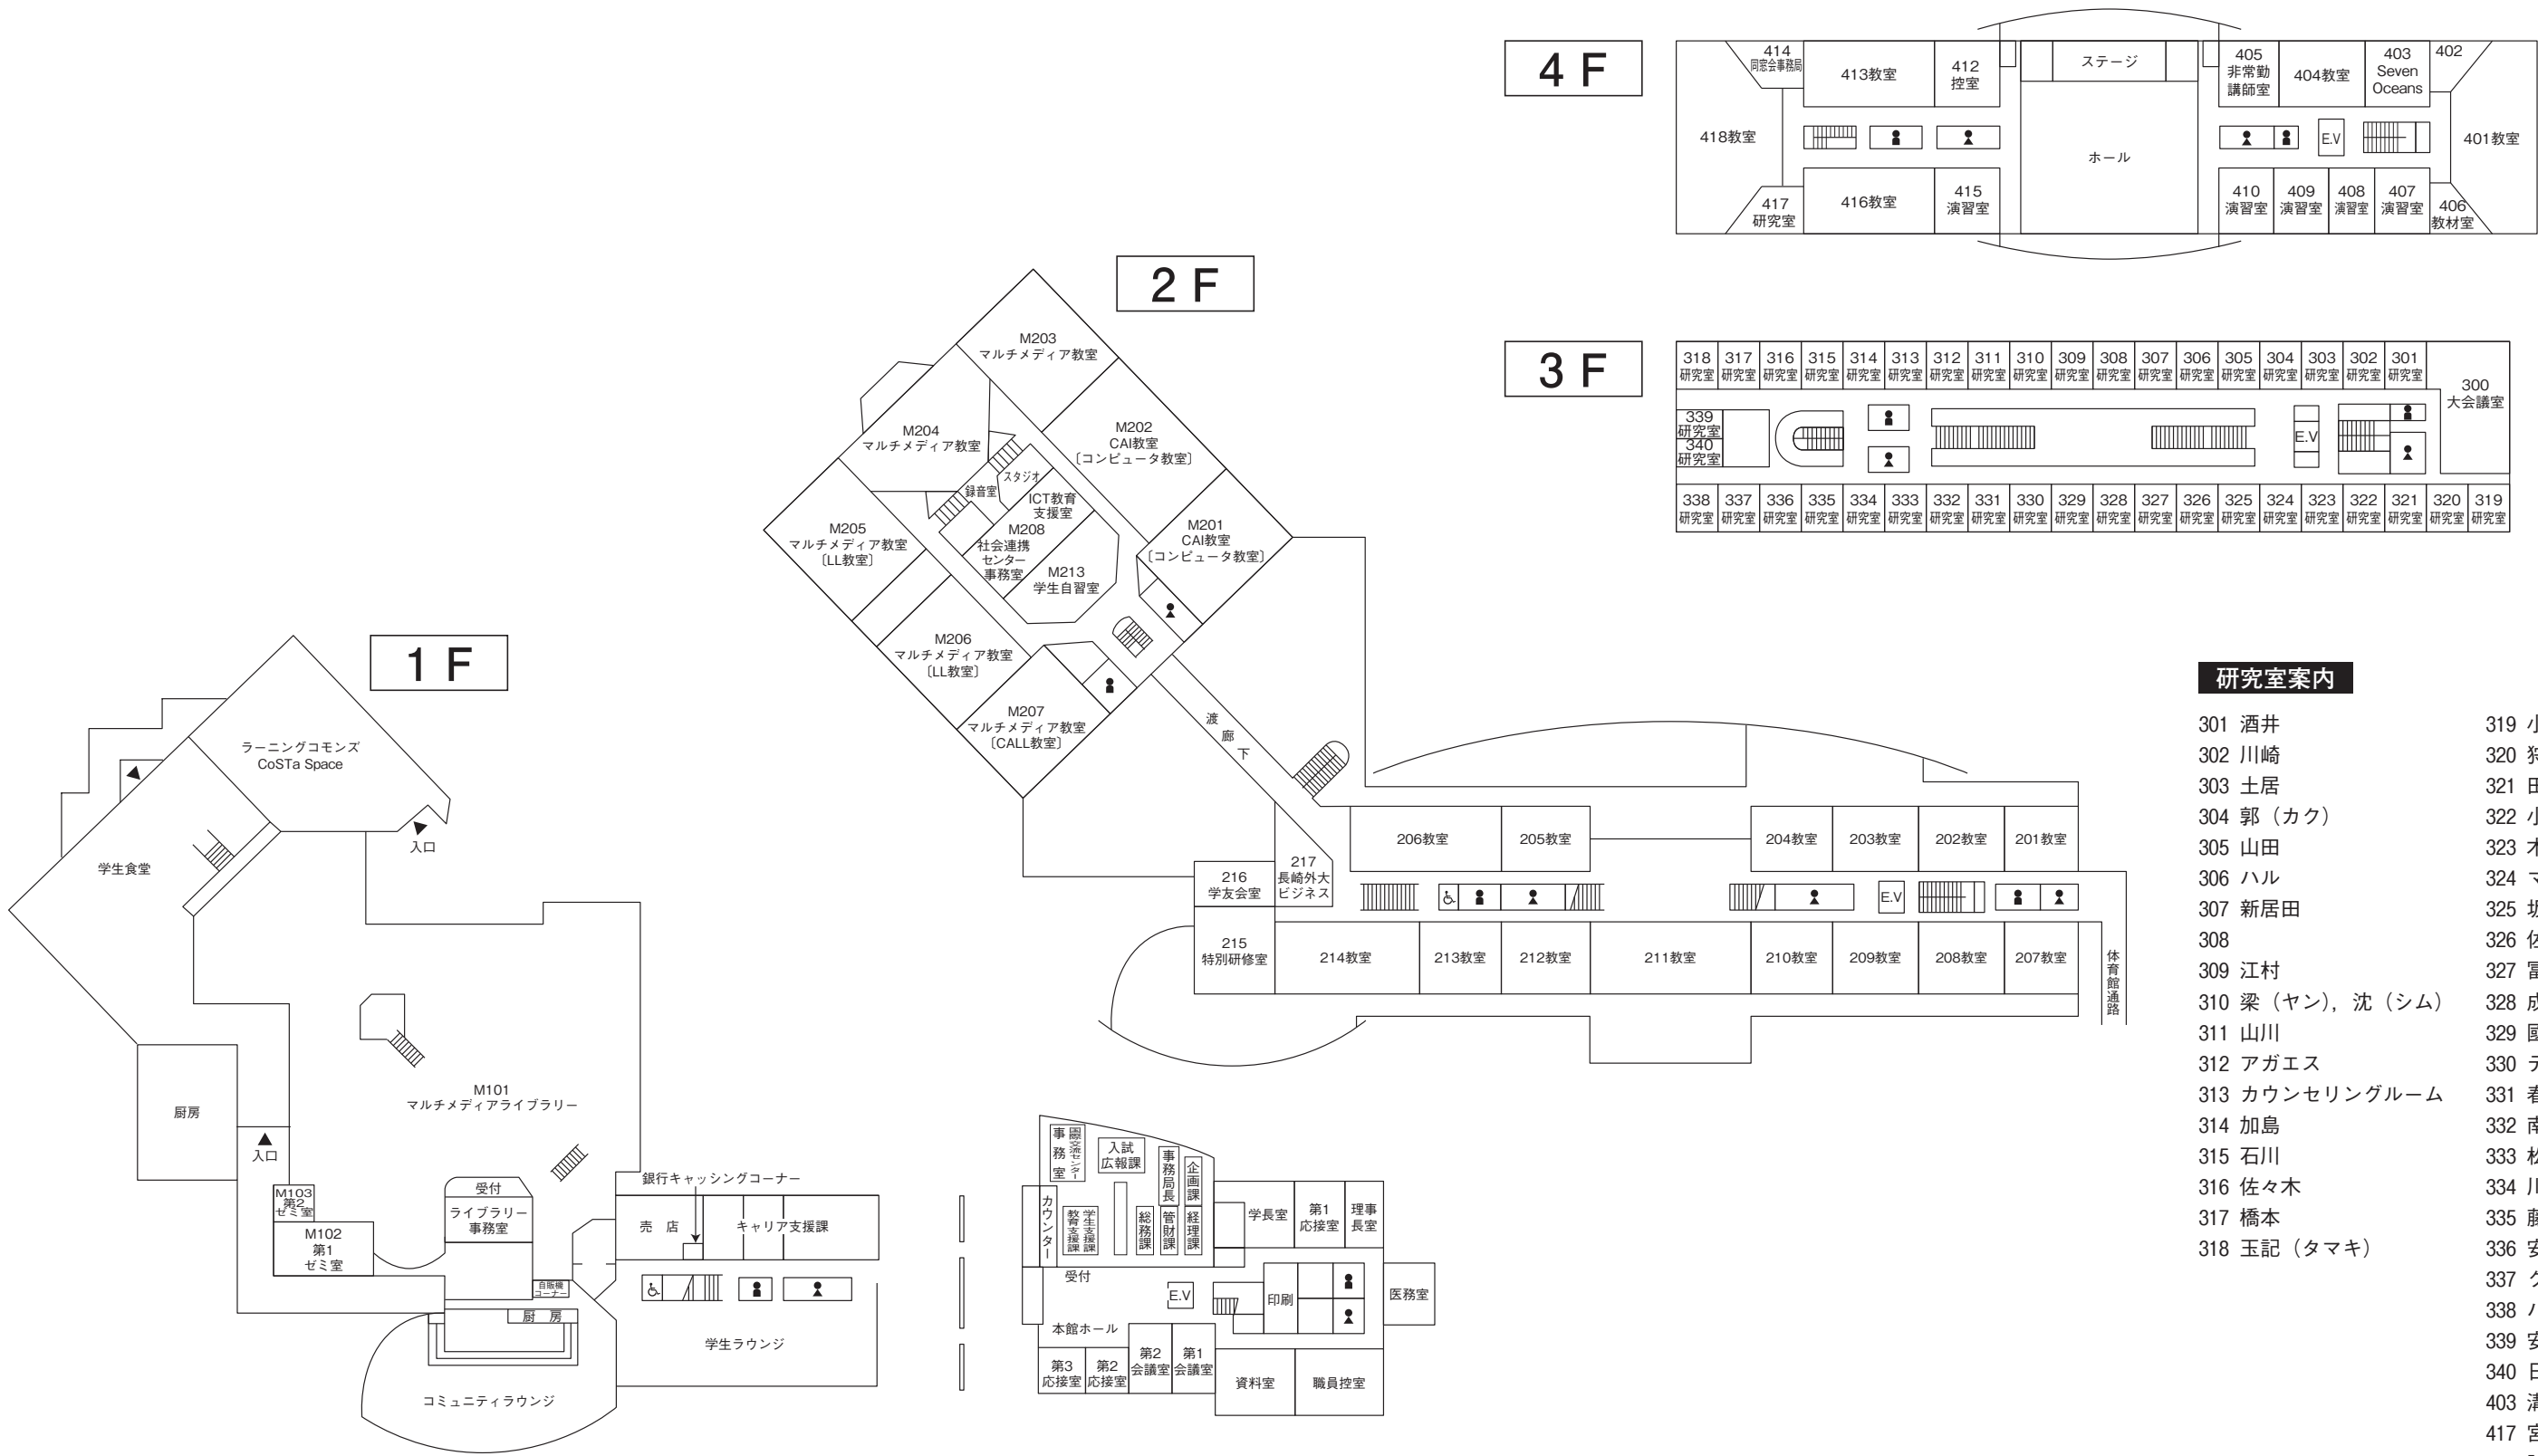 4 F
414
同窓会事務局
413教室
412
控室
ステージ
405
非常勤
講師室
404教室
403
Seven
Oceans
402
418教室
ホール
E.V
401教室
417
研究室
416教室
415
演習室
410
演習室
409
演習室
408
演習室
407
演習室
406
教材室
3 F
318
研究室
317
研究室
316
研究室
315
研究室
314
研究室
313
研究室
312
研究室
311
研究室
310
研究室
309
研究室
308
研究室
307
研究室
306
研究室
305
研究室
304
研究室
303
研究室
302
研究室
301
研究室
300
大会議室
339
研究室
340
研究室
E.V
338
研究室
337
研究室
336
研究室
335
研究室
334
研究室
333
研究室
332
研究室
331
研究室
330
研究室
329
研究室
328
研究室
327
研究室
326
研究室
325
研究室
324
研究室
323
研究室
322
研究室
321
研究室
320
研究室
319
研究室
2 F
M203
マルチメディア教室
M204
マルチメディア教室
M202
CAI教室
〔コンピュータ教室〕
スタジオ
録音室
ICT教育
支援室
M205
マルチメディア教室
〔LL教室〕
M208
社会連携
センター
事務室
M201
CAI教室
〔コンピュータ教室〕
M213
学生自習室
M206
マルチメディア教室
〔LL教室〕
M207
マルチメディア教室
〔CALL教室〕
渡廊下
206教室
205教室
204教室
203教室
202教室
201教室
216
学友会室
217
長崎外大
ビジネス
E.V
215
特別研修室
214教室
213教室
212教室
211教室
210教室
209教室
208教室
207教室
体育館通路
1 F
ラーニングコモンズ
CoSTa Space
入口
学生食堂
厨房
入口
M101
マルチメディアライブラリー
M103
第2
ゼミ室
M102
第1
ゼミ室
受付
ライブラリー
事務室
自販機
コーナー
厨 房
コミュニティラウンジ
銀行キャッシングコーナー
売 店
キャリア支援課
学生ラウンジ
国際交流センター
事務室
入試
広報課
事務局長
企画課
カウンター
学生支援課
教育支援課
総務課
管財課
経理課
学長室
第1
応接室
理事
長室
受付
E.V
印刷
医務室
本館ホール
第3
応接室
第2
応接室
第2
会議室
第1
会議室
資料室
職員控室
研究室案内
301 酒井
302 川崎
303 土居
304 郭（カク）
305 山田
306 ハル
307 新居田
308
309 江村
310 梁（ヤン），沈（シム）
311 山川
312 アガエス
313 カウンセリングルーム
314 加島
315 石川
316 佐々木
317 橋本
318 玉記（タマキ）
319
320
321
322
323
324
325
326
327
328
329
330
331
332
333
334
335
336
337
338
339
340
403
417